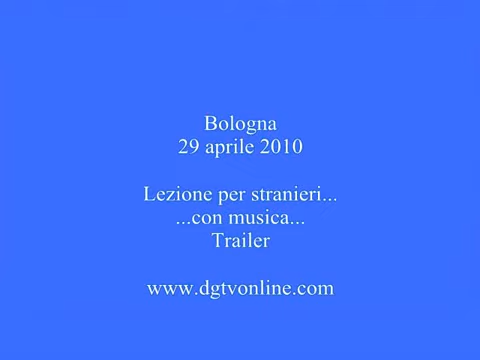 Bologna
29 aprile 2010
Lezione per stranieri...
...con musica...
Trailer
www.dgtvonline.com